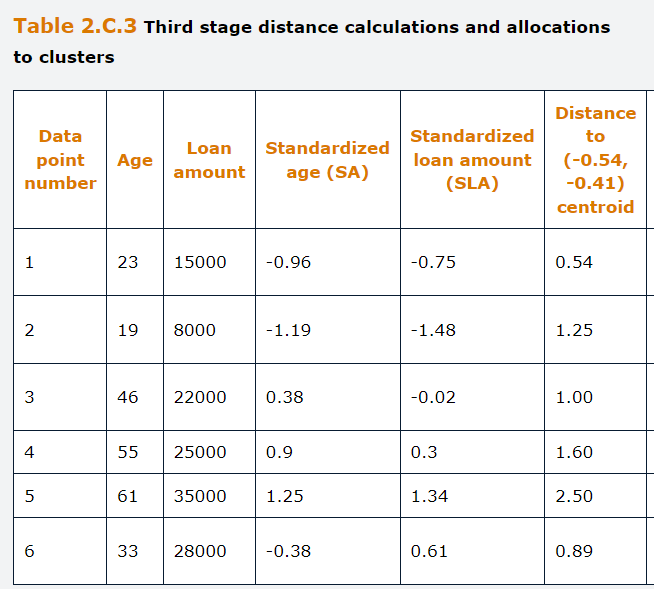 Table 2.C.3 Third stage distance calculations and allocations
to clusters
Data
point
number
Age
Loan
amount
Standardized
age (SA)
Standardized
loan amount
(SLA)
Distance
to
(-0.54,
-0.41)
centroid
1 23 15000 -0.96 -0.75 0.54
2 19 8000 -1.19 -1.48 1.25
3 46 22000 0.38 -0.02 1.00
4 55 25000 0.9 0.3 1.60
5 61 35000 1.25 1.34 2.50
6 33 28000 -0.38 0.61 0.89